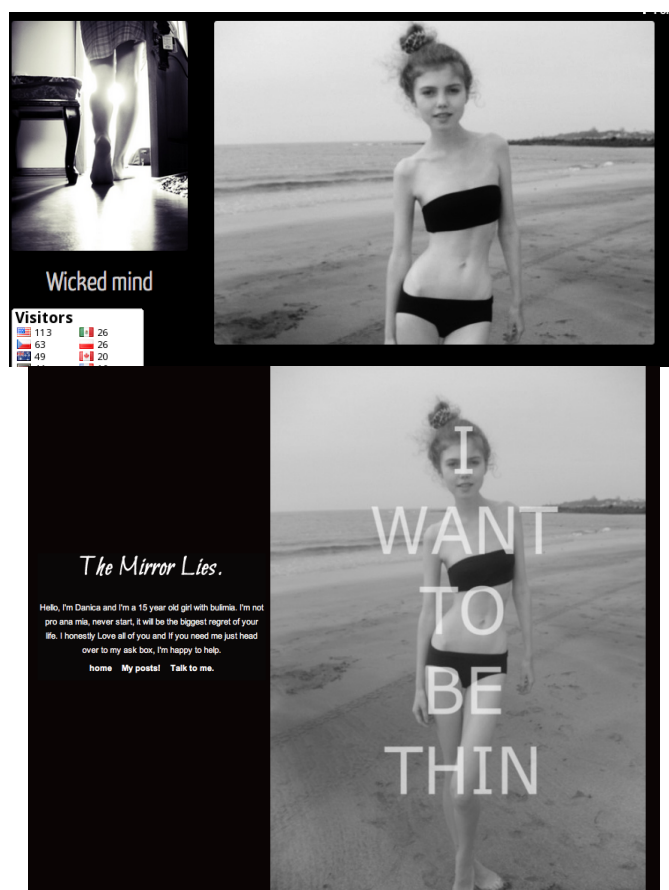 Wicked mind
Visitors
113 26
63 26
49 20
I
WANT
TO
BE
THIN
The Mirror Lies.
Hello, I'm Danica and I'm a 15 year old girl with bulimia. I'm not
pro ana mia, never start, it will be the biggest regret of your
life. I honestly Love all of you and If you need me just head
over to my ask box, I'm happy to help.
home My posts! Talk to me.